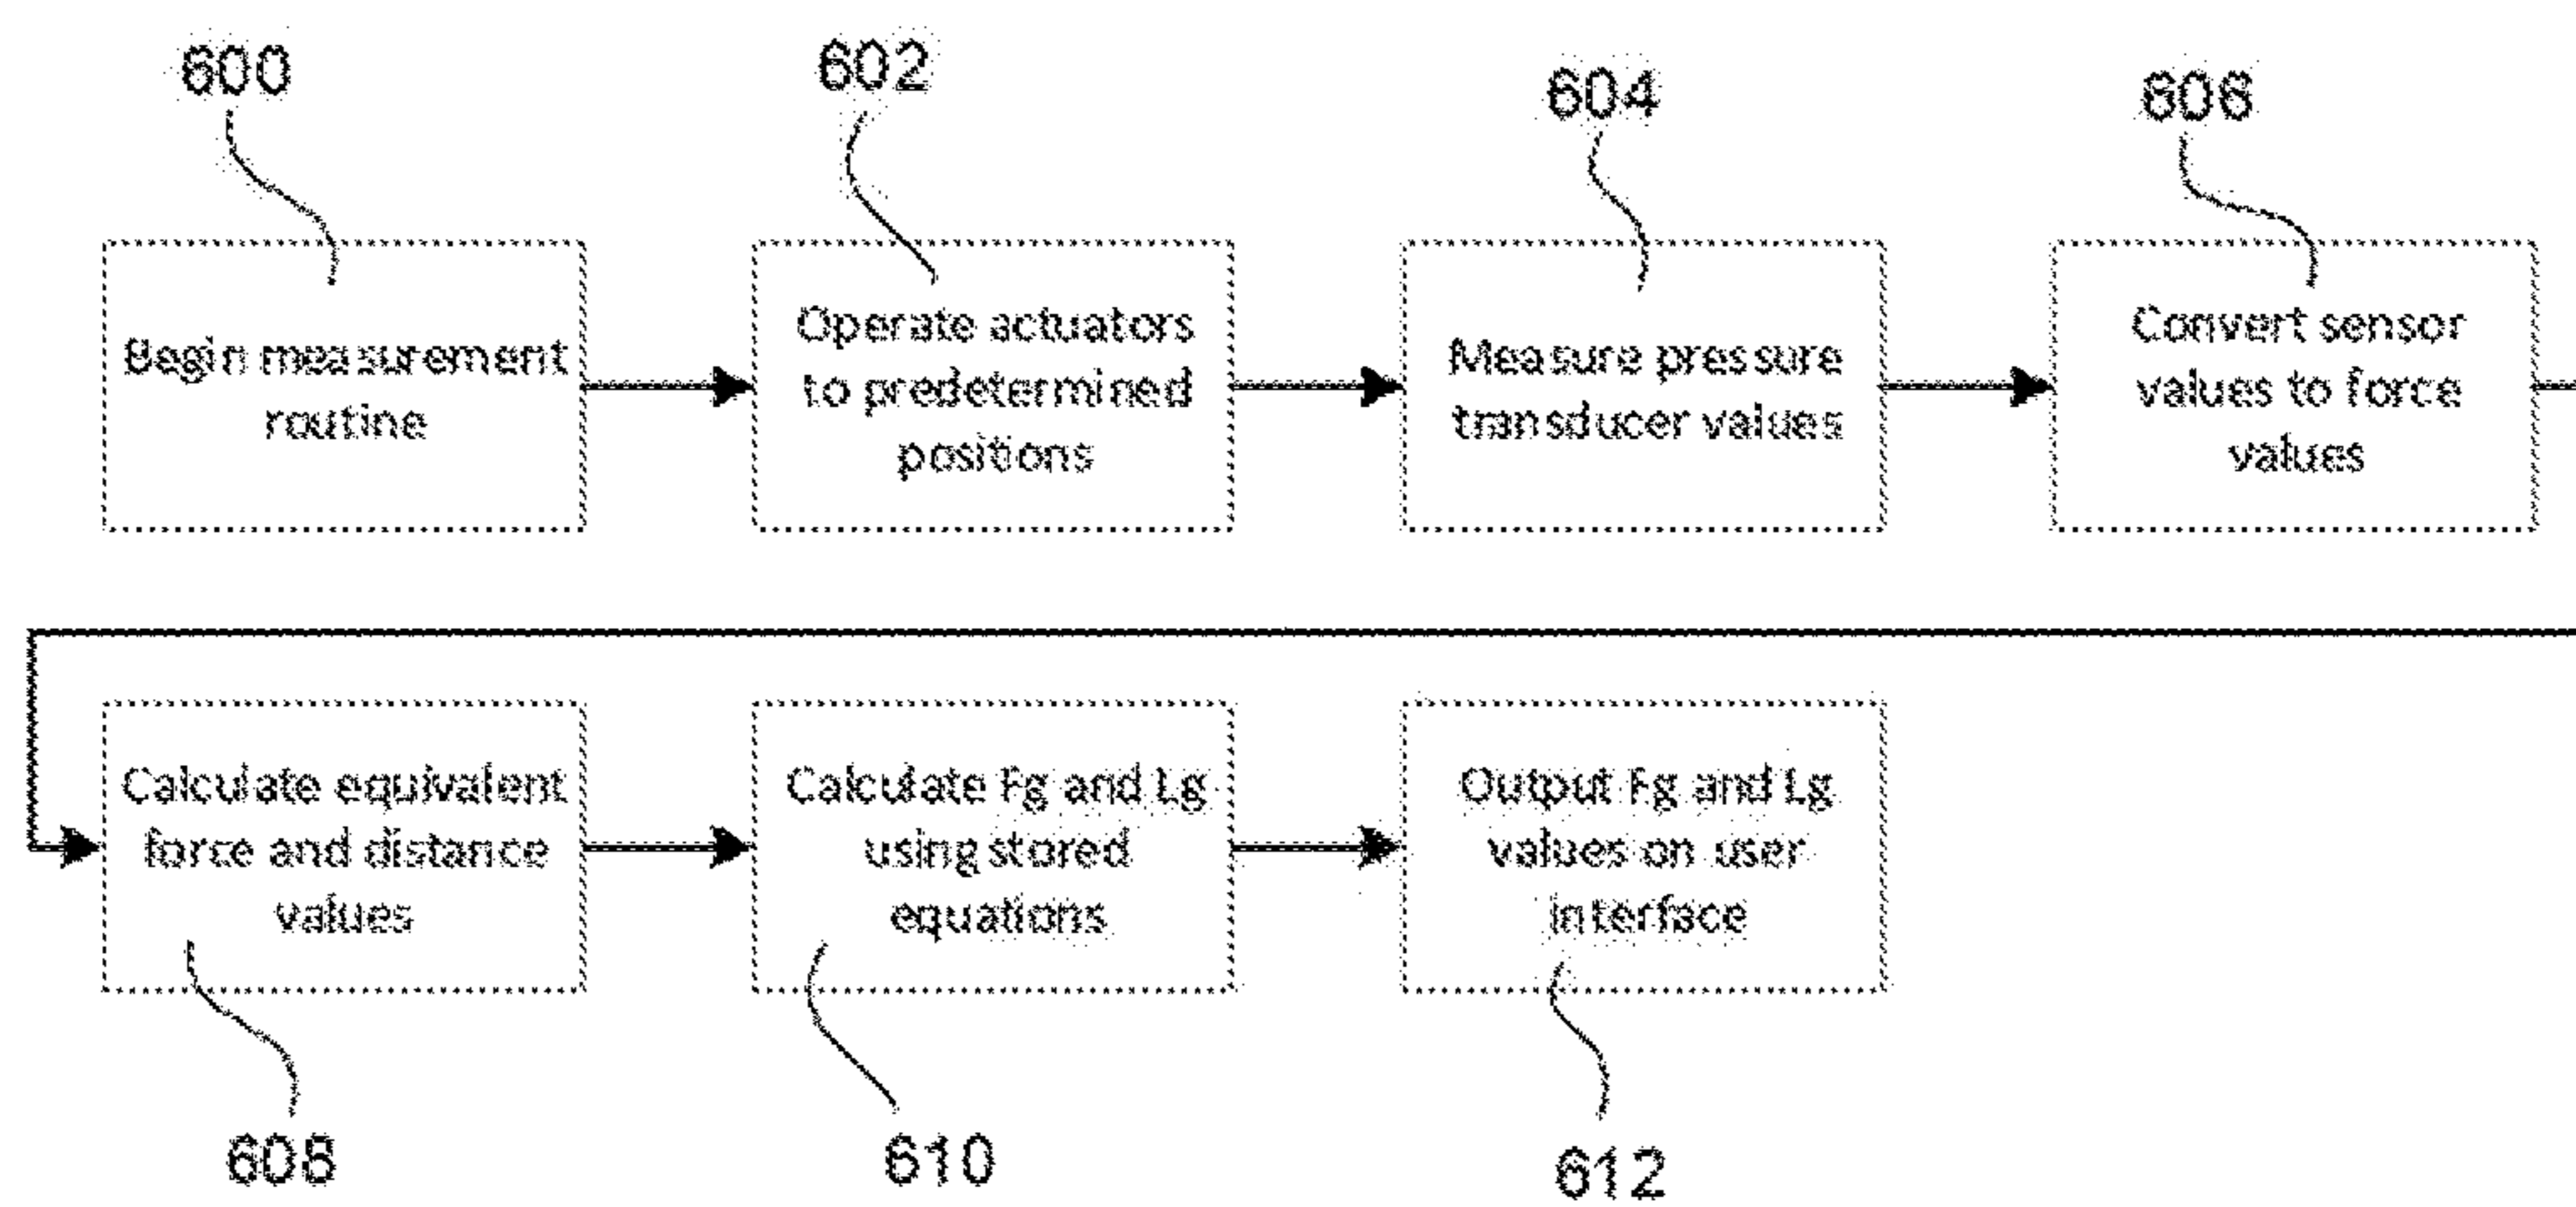 600
602
604
606
Begin measurement
routine
Operate actuators
to predetermined
positions
Measure pressure
transducer values
Convert sensor
values to force
values
Calculate equivalent
force and distance
values
Calculate Fg and Lg
using stored
equations
Output Fg and Lg
values on user
interface
608
610
612